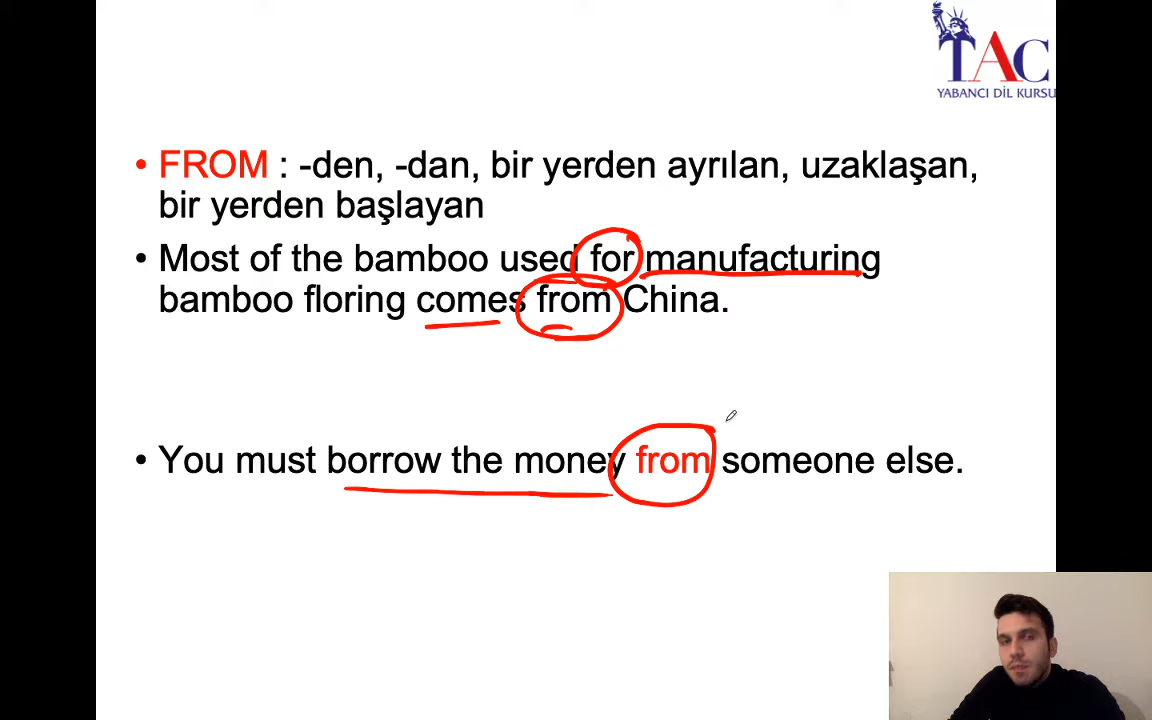 TAC
YABANCI DİL KURSU
• FROM : -den, -dan, bir yerden ayrılan, uzaklaşan,
bir yerden başlayan
• Most of the bamboo used for manufacturing
bamboo floring comes from China.
• You must borrow the money from someone else.